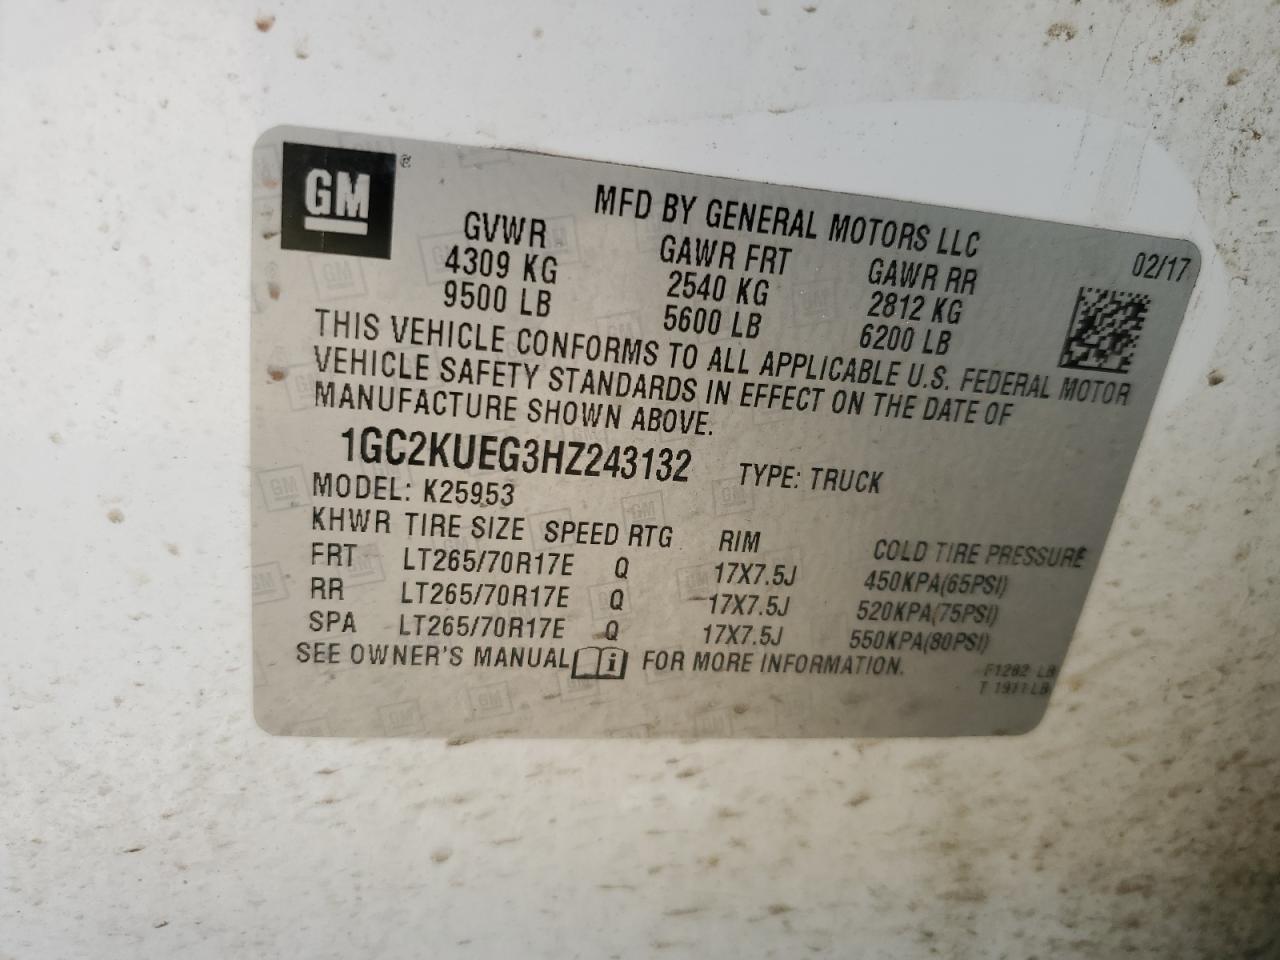 GM ®
MFD BY GENERAL MOTORS LLC
02/17
GVWR GAWR FRT GAWR RR
4309 KG 2540 KG 2812 KG
9500 LB 5600 LB 6200 LB
THIS VEHICLE CONFORMS TO ALL APPLICABLE U.S. FEDERAL MOTOR
VEHICLE SAFETY STANDARDS IN EFFECT ON THE DATE OF
MANUFACTURE SHOWN ABOVE.
1GC2KUEG3HZ243132 TYPE: TRUCK
MODEL: K25953
KHWR TIRE SIZE SPEED RTG RIM COLD TIRE PRESSURE
FRT LT265/70R17E Q 17X7.5J 450KPA(65PSI)
RR LT265/70R17E Q 17X7.5J 520KPA(75PSI)
SPA LT265/70R17E Q 17X7.5J 550KPA(80PSI)
SEE OWNER'S MANUAL i FOR MORE INFORMATION.
F1282 LB
T 1911LB